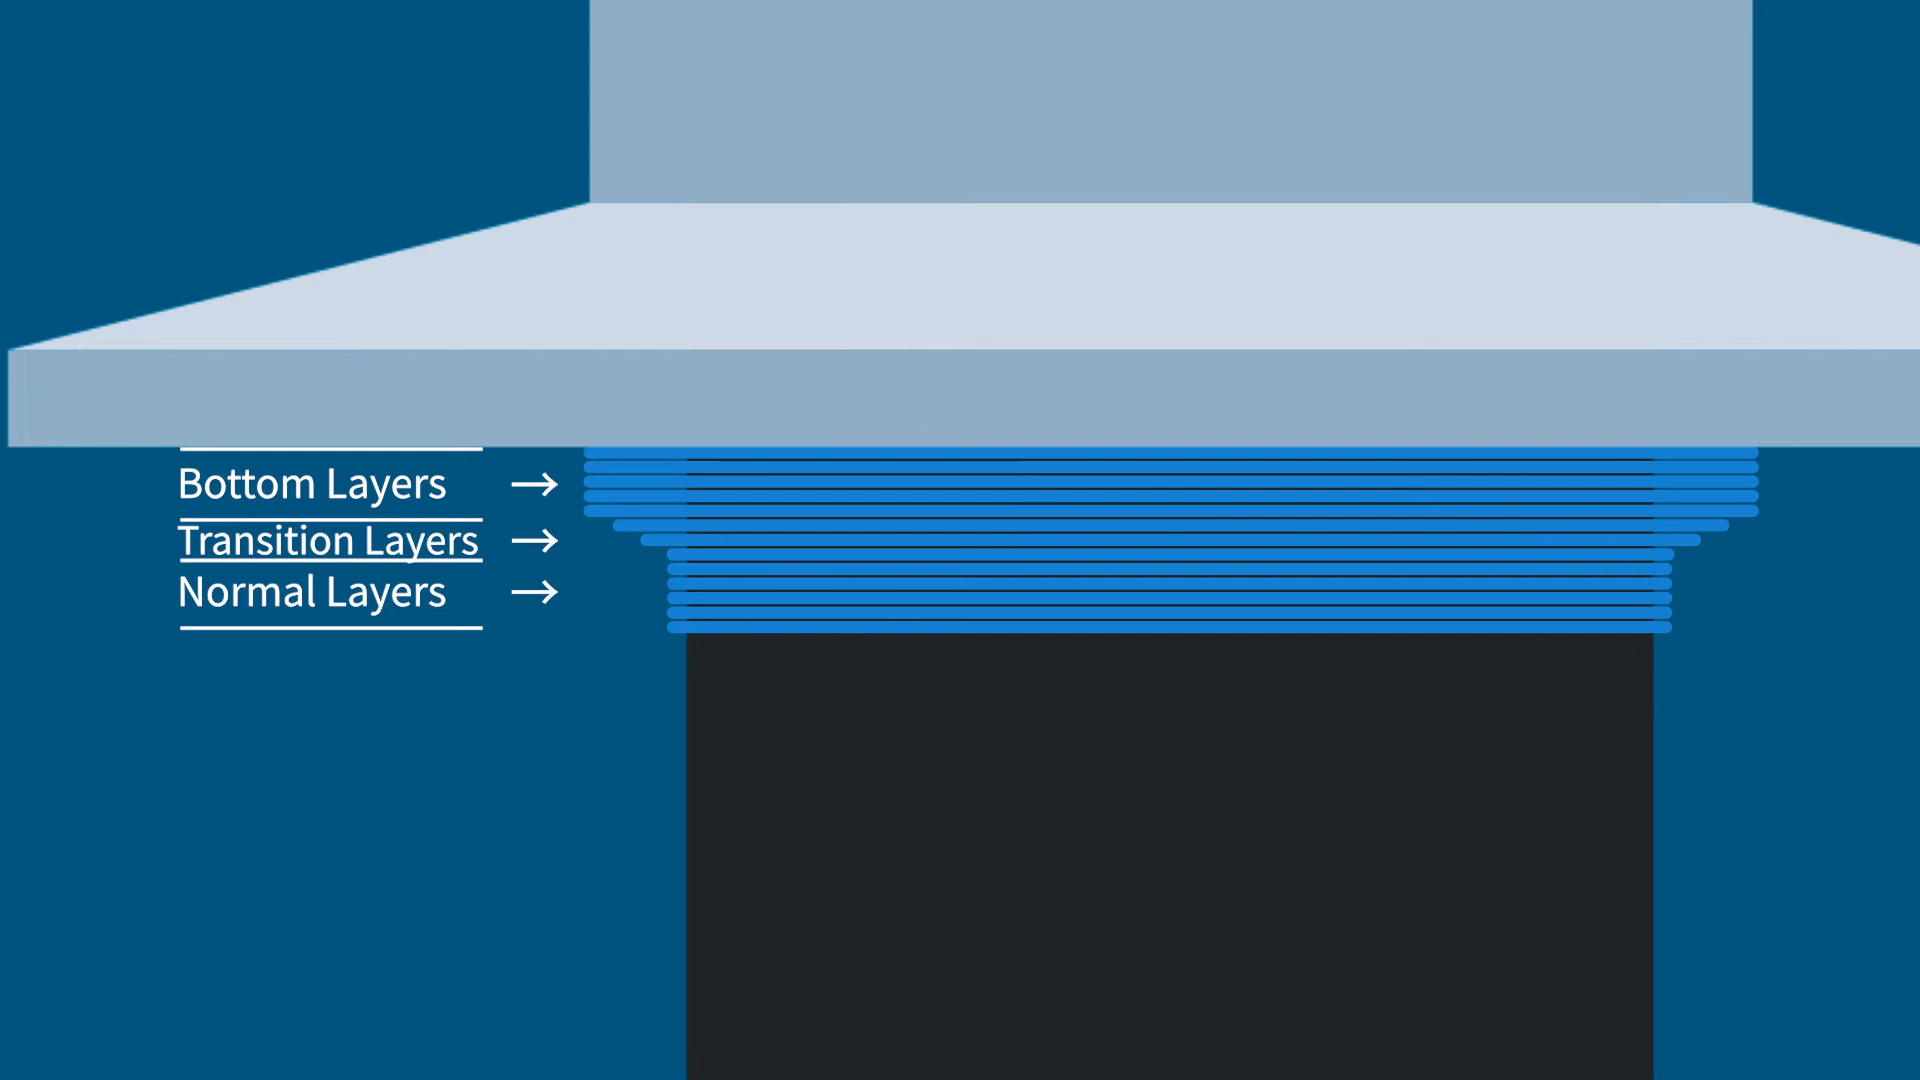 Bottom Layers →
Transition Layers →
Normal Layers →